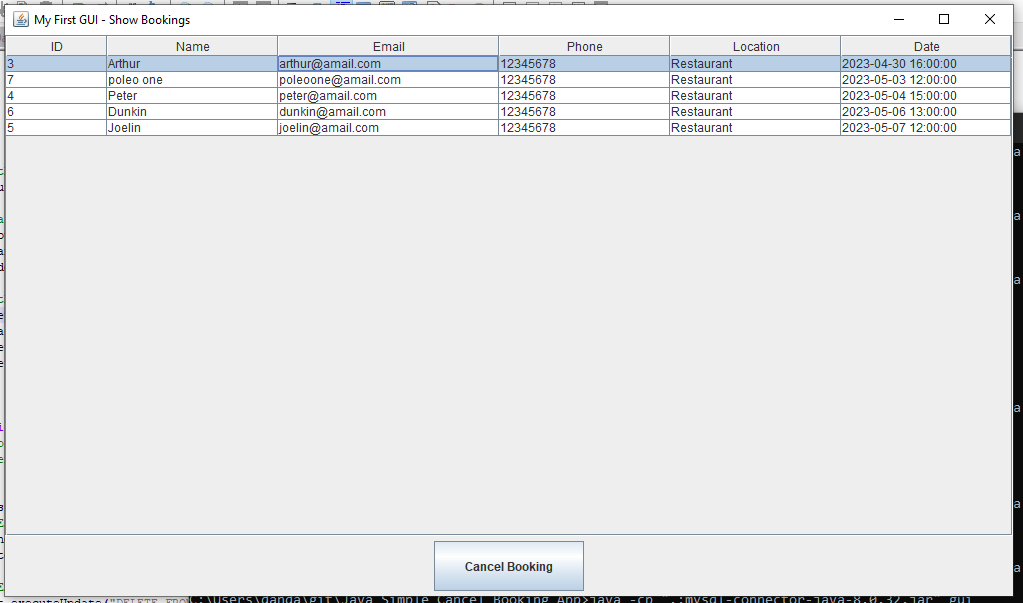 My First GUI - Show Bookings
ID Name Email Phone Location Date
3 Arthur arthur@amail.com 12345678 Restaurant 2023-04-30 16:00:00
7 poleo one poleoone@amail.com 12345678 Restaurant 2023-05-03 12:00:00
4 Peter peter@amail.com 12345678 Restaurant 2023-05-04 15:00:00
6 Dunkin dunkin@amail.com 12345678 Restaurant 2023-05-06 13:00:00
5 Joelin joelin@amail.com 12345678 Restaurant 2023-05-07 12:00:00
Cancel Booking
.executeUpdate("DELETE FROM C:\Users\danda\git\Java Simple Cancel Booking App>java -cp ".;mysql-connector-java-8.0.32.jar" gui